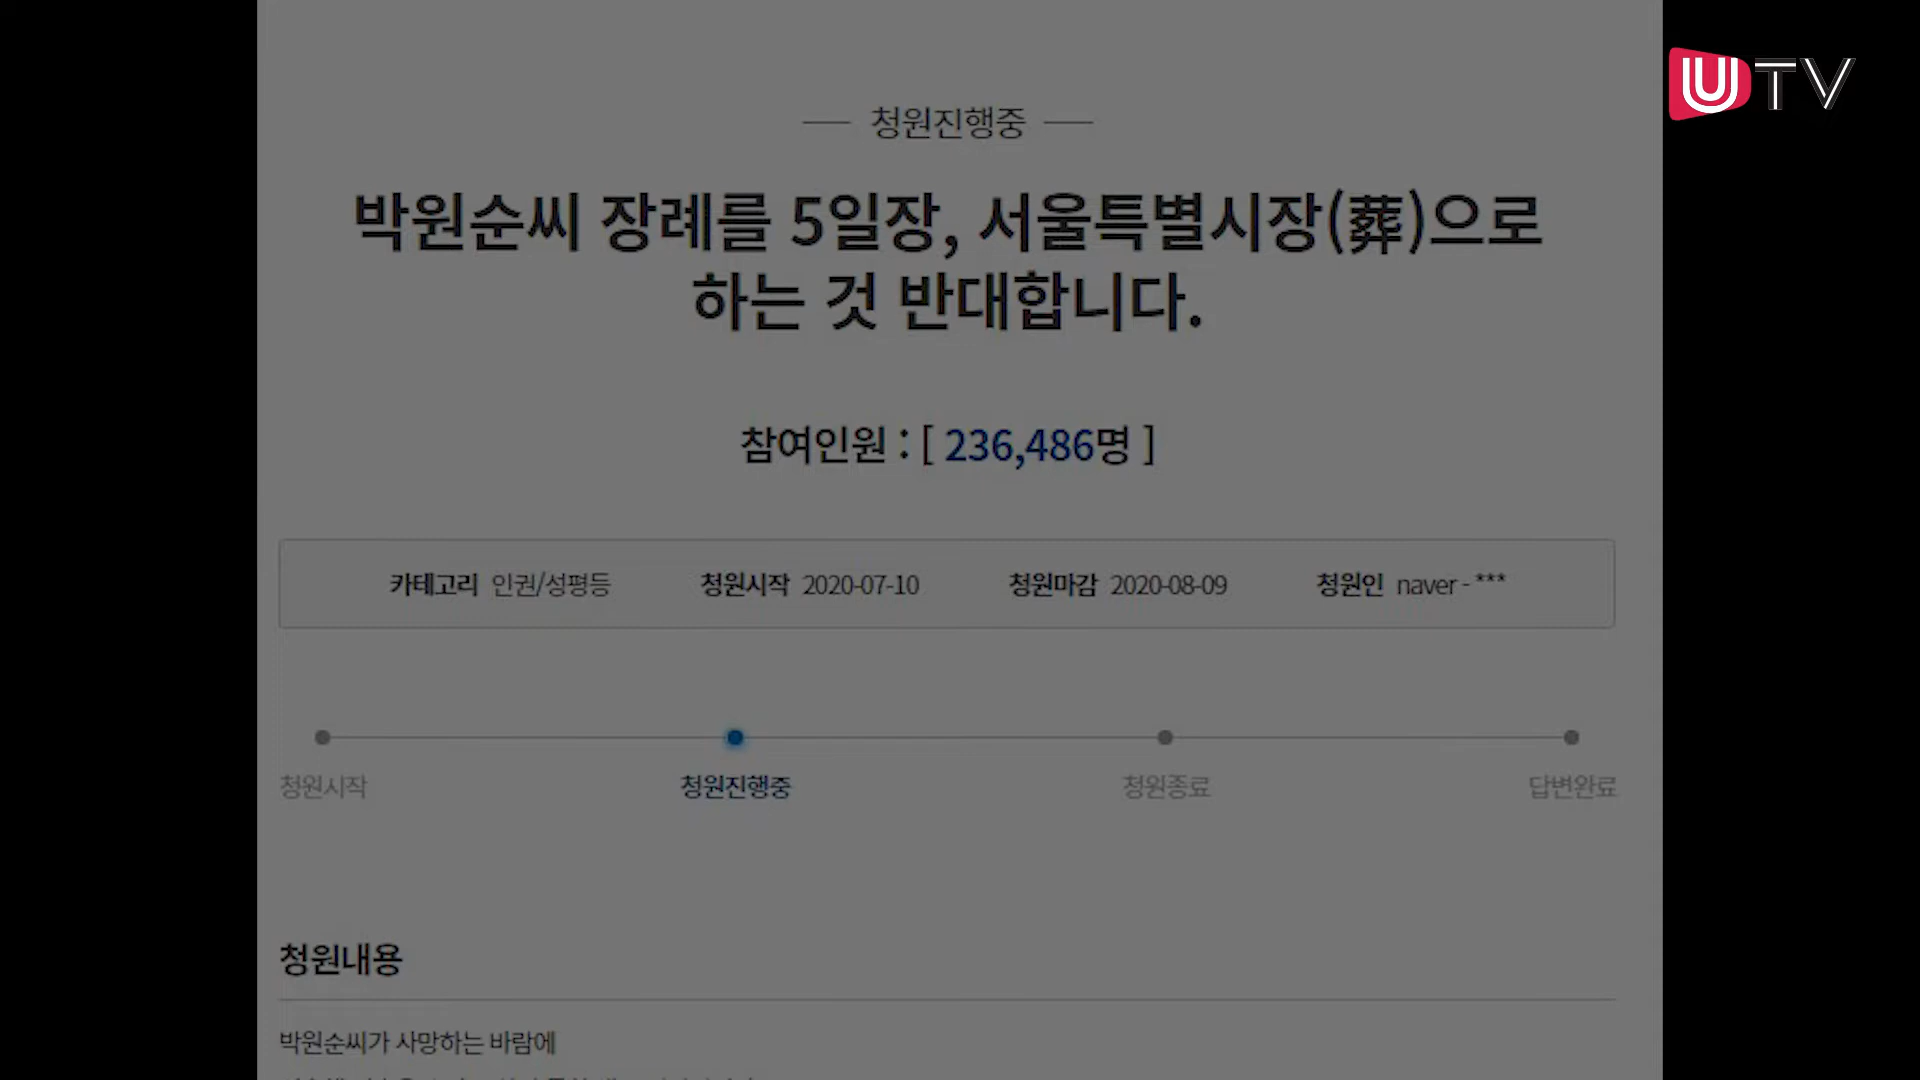 UTV
청원진행중
박원순씨 장례를 5일장, 서울특별시장(葬)으로
하는 것 반대합니다.
참여인원 : [ 236,486명 ]
카테고리 인권/성평등 청원시작 2020-07-10 청원마감 2020-08-09 청원인 naver - ***
청원시작 청원진행중 청원종료 답변완료
청원내용
박원순씨가 사망하는 바람에